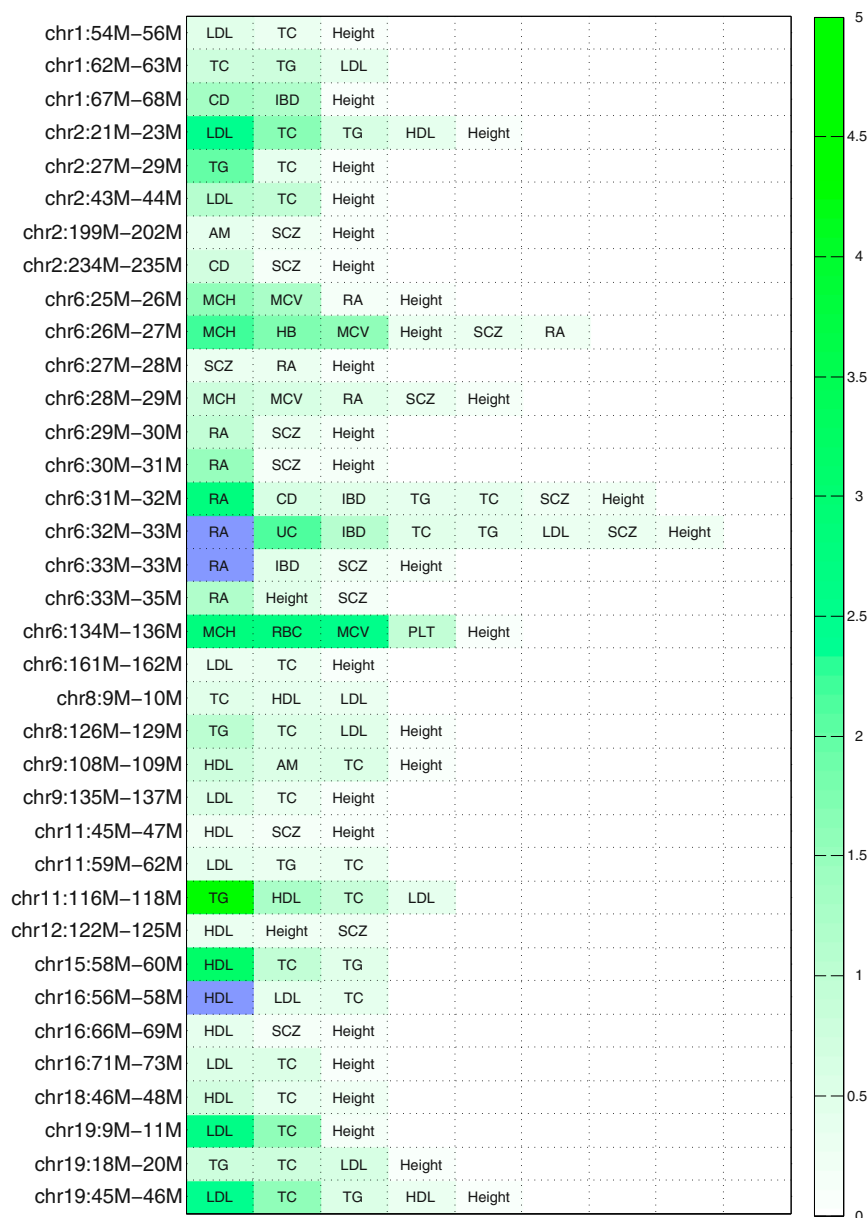 chr1:54M−56M LDL TC Height
chr1:62M−63M TC TG LDL
chr1:67M−68M CD IBD Height
chr2:21M−23M LDL TC TG HDL Height
chr2:27M−29M TG TC Height
chr2:43M−44M LDL TC Height
chr2:199M−202M AM SCZ Height
chr2:234M−235M CD SCZ Height
chr6:25M−26M MCH MCV RA Height
chr6:26M−27M MCH HB MCV Height SCZ RA
chr6:27M−28M SCZ RA Height
chr6:28M−29M MCH MCV RA SCZ Height
chr6:29M−30M RA SCZ Height
chr6:30M−31M RA SCZ Height
chr6:31M−32M RA CD IBD TG TC SCZ Height
chr6:32M−33M RA UC IBD TC TG LDL SCZ Height
chr6:33M−33M RA IBD SCZ Height
chr6:33M−35M RA Height SCZ
chr6:134M−136M MCH RBC MCV PLT Height
chr6:161M−162M LDL TC Height
chr8:9M−10M TC HDL LDL
chr8:126M−129M TG TC LDL Height
chr9:108M−109M HDL AM TC Height
chr9:135M−137M LDL TC Height
chr11:45M−47M HDL SCZ Height
chr11:59M−62M LDL TG TC
chr11:116M−118M TG HDL TC LDL
chr12:122M−125M HDL Height SCZ
chr15:58M−60M HDL TC TG
chr16:56M−58M HDL LDL TC
chr16:66M−69M HDL SCZ Height
chr16:71M−73M LDL TC Height
chr18:46M−48M HDL TC Height
chr19:9M−11M LDL TC Height
chr19:18M−20M TG TC LDL Height
chr19:45M−46M LDL TC TG HDL Height
5
4.5
4
3.5
3
2.5
2
1.5
1
0.5
0